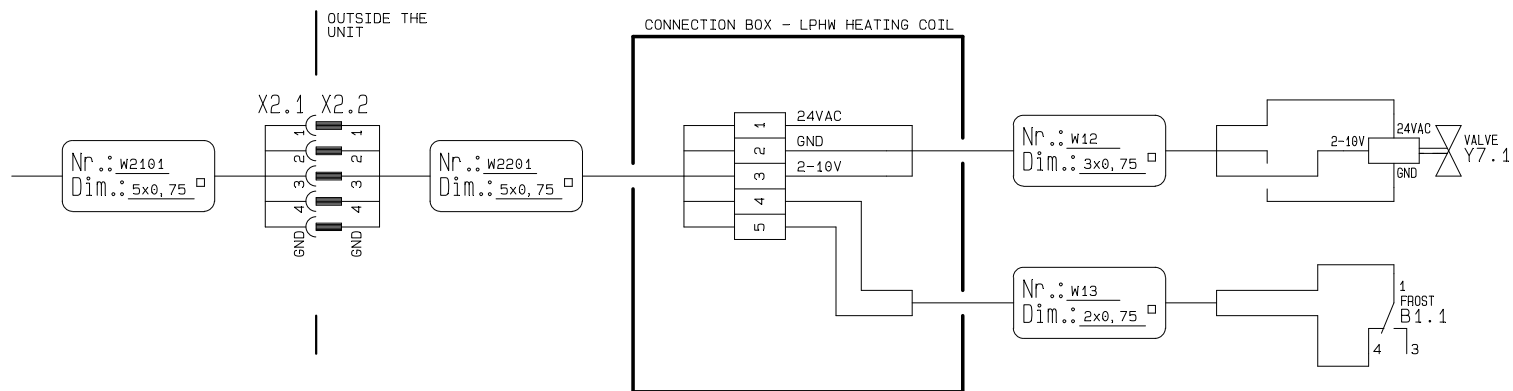 OUTSIDE THE
UNIT
CONNECTION BOX - LPHW HEATING COIL
X2.1 X2.2
Nr.: W2101
Dim.: 5x0,75 □
1 1
2 2
3 3
4 4
GND GND
Nr.: W2201
Dim.: 5x0,75 □
1 24VAC
2 GND
3 2-10V
4
5
Nr.: W12
Dim.: 3x0,75 □
24VAC
2-10V
GND
VALVE
Y7.1
Nr.: W13
Dim.: 2x0,75 □
1
FROST
B1.1
4 3